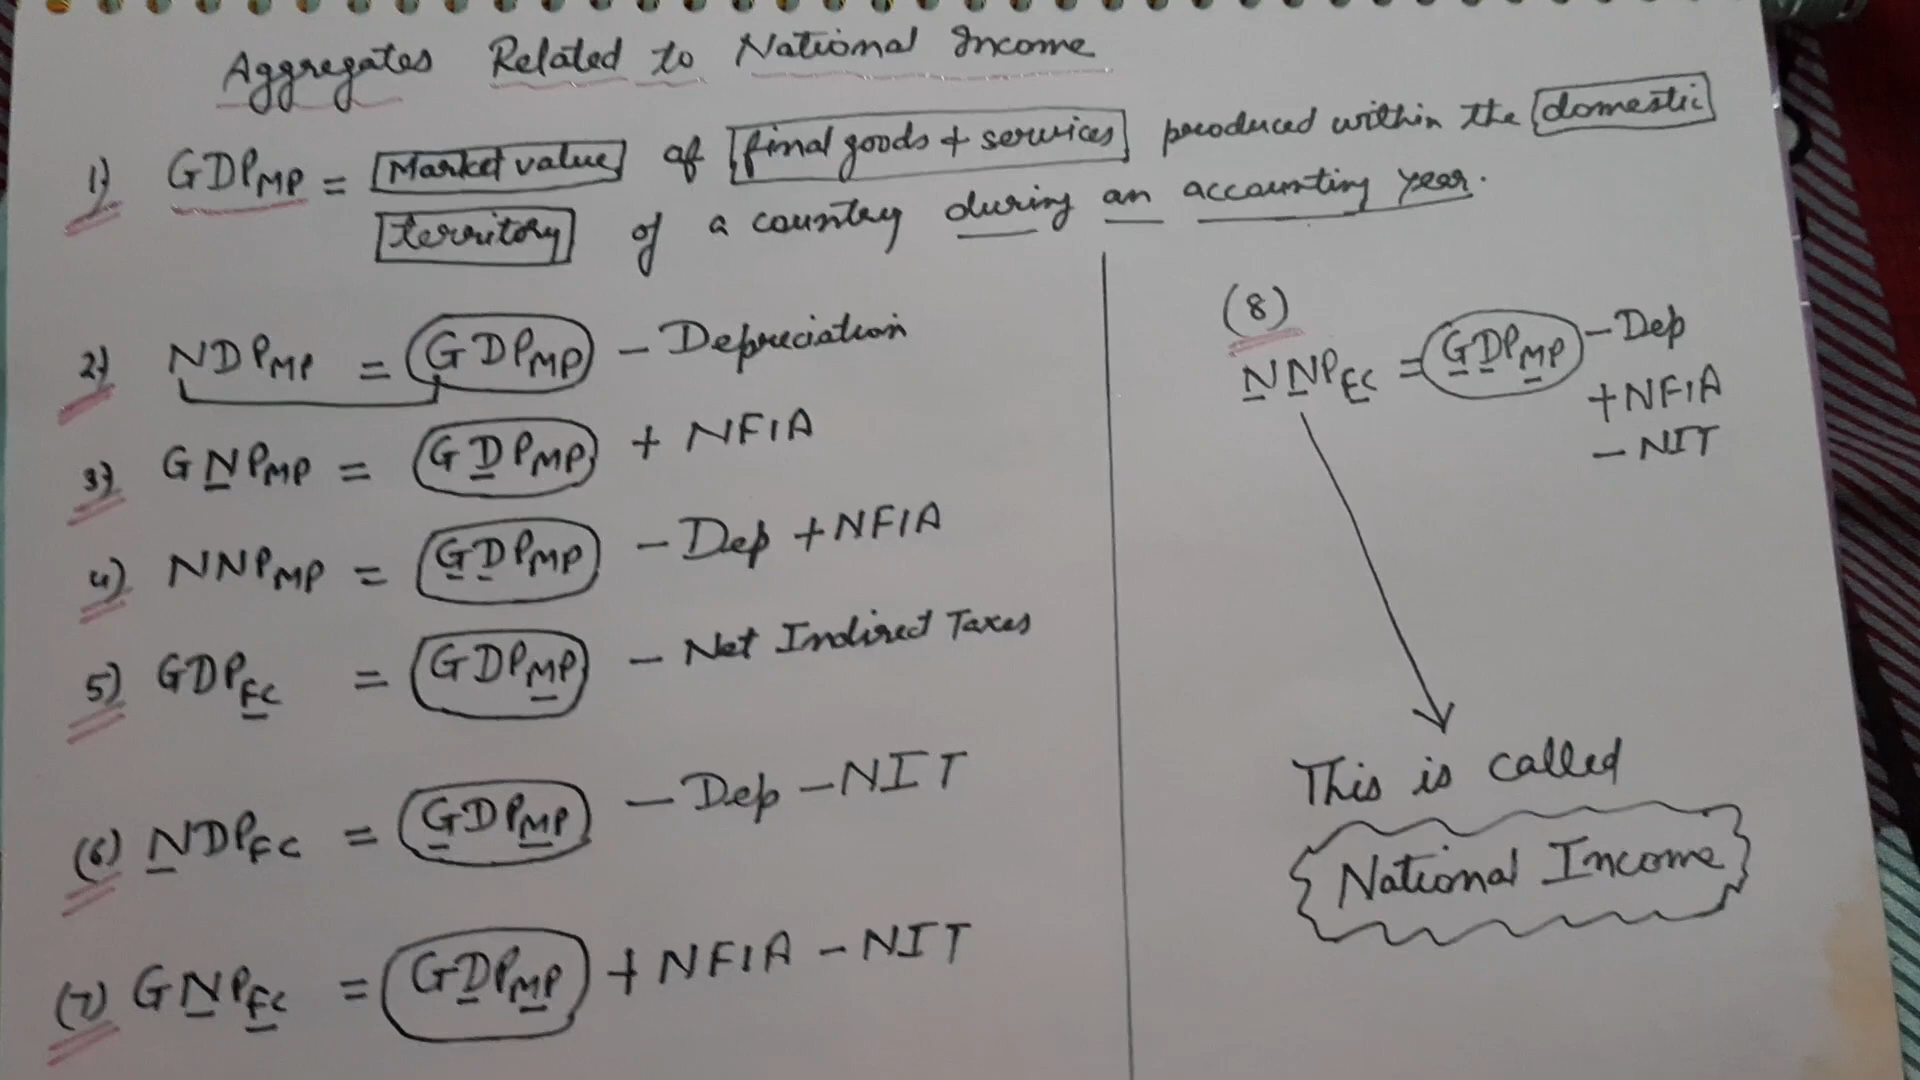 Aggregates Related to National Income
1) GDPMP = Market value of final goods + services produced within the domestic
territory of a country during an accounting year.
2) NDPMP = GDPMP - Depreciation
3) GNPMP = GDPMP + NFIA
4) NNPMP = GDPMP - Dep + NFIA
5) GDPFC = GDPMP - Net Indirect Taxes
(6) NDPFC = GDPMP - Dep - NIT
(7) GNPFC = GDPMP + NFIA - NIT
(8)
NNPFC = GDPMP - Dep
+ NFIA
- NIT
This is called
National Income